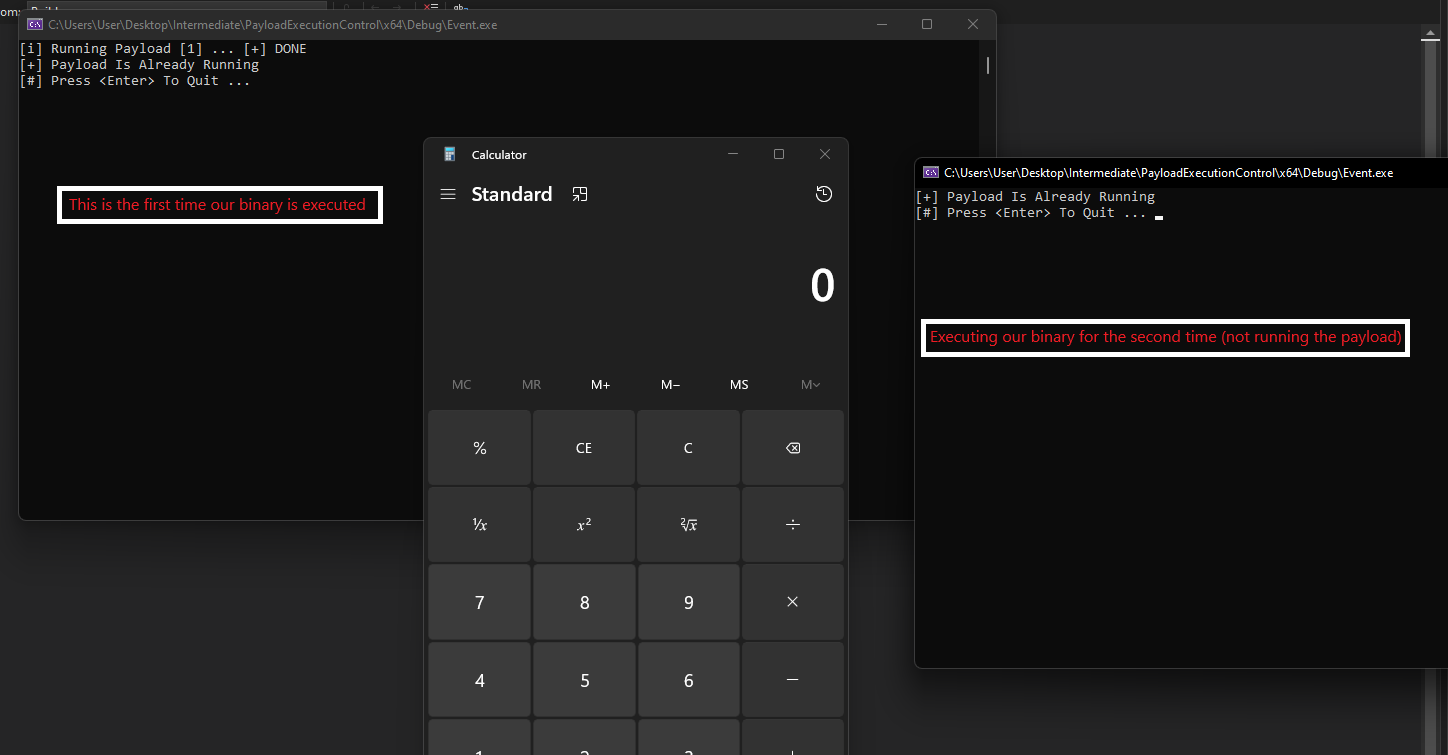 om:
C:\Users\User\Desktop\Intermediate\PayloadExecutionControl\x64\Debug\Event.exe
[i] Running Payload [1] ... [+] DONE
[+] Payload Is Already Running
[#] Press <Enter> To Quit ...
This is the first time our binary is executed
Calculator
Standard
0
MC MR M+ M− MS M
% CE C
¹⁄x x² ²√x ÷
7 8 9 ×
4 5 6 −
C:\Users\User\Desktop\Intermediate\PayloadExecutionControl\x64\Debug\Event.exe
[+] Payload Is Already Running
[#] Press <Enter> To Quit ...
Executing our binary for the second time (not running the payload)